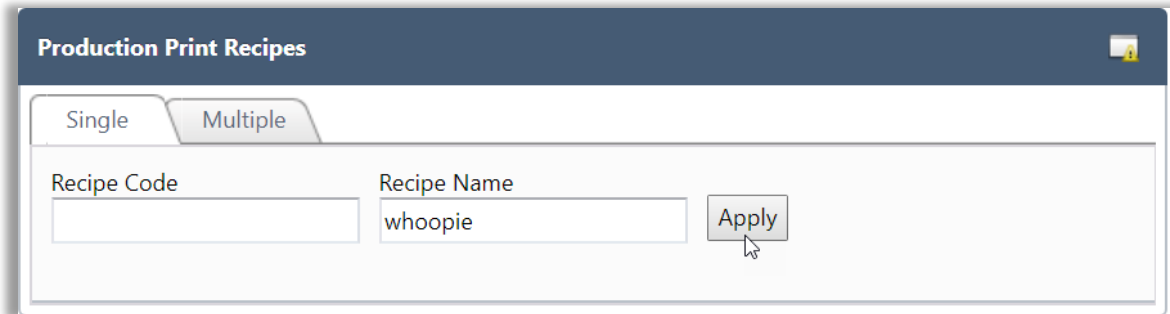 Production Print Recipes
Single Multiple
Recipe Code Recipe Name
whoopie Apply